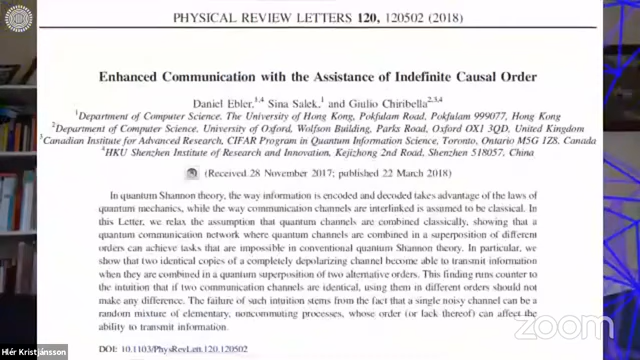 PHYSICAL REVIEW LETTERS 120, 120502 (2018)
Enhanced Communication with the Assistance of Indefinite Causal Order
Daniel Ebler,1,4 Sina Salek,1 and Giulio Chiribella2,3,4
1Department of Computer Science, The University of Hong Kong, Pokfulam Road, Pokfulam 999077, Hong Kong
2Department of Computer Science, University of Oxford, Wolfson Building, Parks Road, Oxford OX1 3QD, United Kingdom
3Canadian Institute for Advanced Research, CIFAR Program in Quantum Information Science, Toronto, Ontario M5G 1Z8, Canada
4HKU Shenzhen Institute of Research and Innovation, Kejizhong 2nd Road, Shenzhen 518057, China
(Received 28 November 2017; published 22 March 2018)
In quantum Shannon theory, the way information is encoded and decoded takes advantage of the laws of
quantum mechanics, while the way communication channels are interlinked is assumed to be classical. In
this Letter, we relax the assumption that quantum channels are combined classically, showing that a
quantum communication network where quantum channels are combined in a superposition of different
orders can achieve tasks that are impossible in conventional quantum Shannon theory. In particular, we
show that two identical copies of a completely depolarizing channel become able to transmit information
when they are combined in a quantum superposition of two alternative orders. This finding runs counter to
the intuition that if two communication channels are identical, using them in different orders should not
make any difference. The failure of such intuition stems from the fact that a single noisy channel can be a
random mixture of elementary, noncommuting processes, whose order (or lack thereof) can affect the
ability to transmit information.
DOI: 10.1103/PhysRevLett.120.120502
zoom
Hlér Kristjánsson